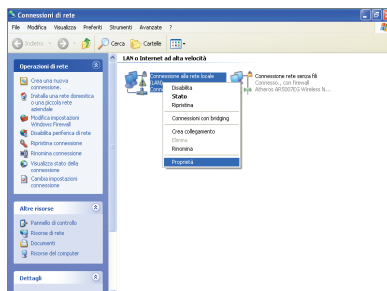 Connessioni di rete
File Modifica Visualizza Preferiti Strumenti Avanzate ?
Indietro Cerca Cartelle
Operazioni di rete
Crea una nuova
connessione.
Installa una rete domestica
o una piccola rete
aziendale
Modifica impostazioni
Windows Firewall
Disabilita periferica di rete
Ripristina connessione
Rinomina connessione
Visualizza stato della
connessione
Cambia impostazioni
connessione
Altre risorse
Pannello di controllo
Risorse di rete
Documenti
Risorse del computer
Dettagli
LAN o Internet ad alta velocità
Connessione alla rete locale
Connessione rete senza fili
Connesso, con firewall
Atheros AR5007EG Wireless N...
Disabilita
Stato
Ripristina
Connessioni con bridging
Crea collegamento
Elimina
Rinomina
Proprietà